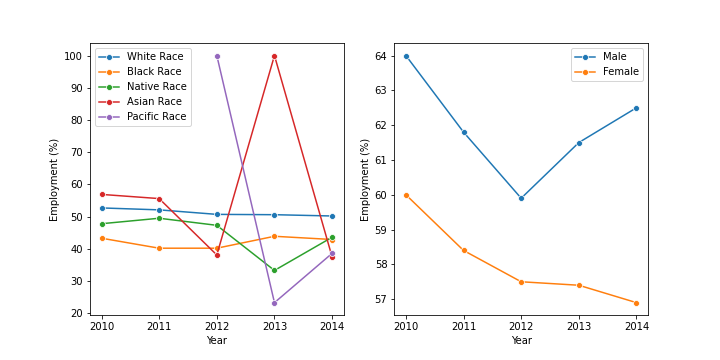 Employment (%)
100
90
80
70
60
50
40
30
20
White Race
Black Race
Native Race
Asian Race
Pacific Race
2010 2011 2012 2013 2014
Year
Employment (%)
64
63
62
61
60
59
58
57
Male
Female
2010 2011 2012 2013 2014
Year